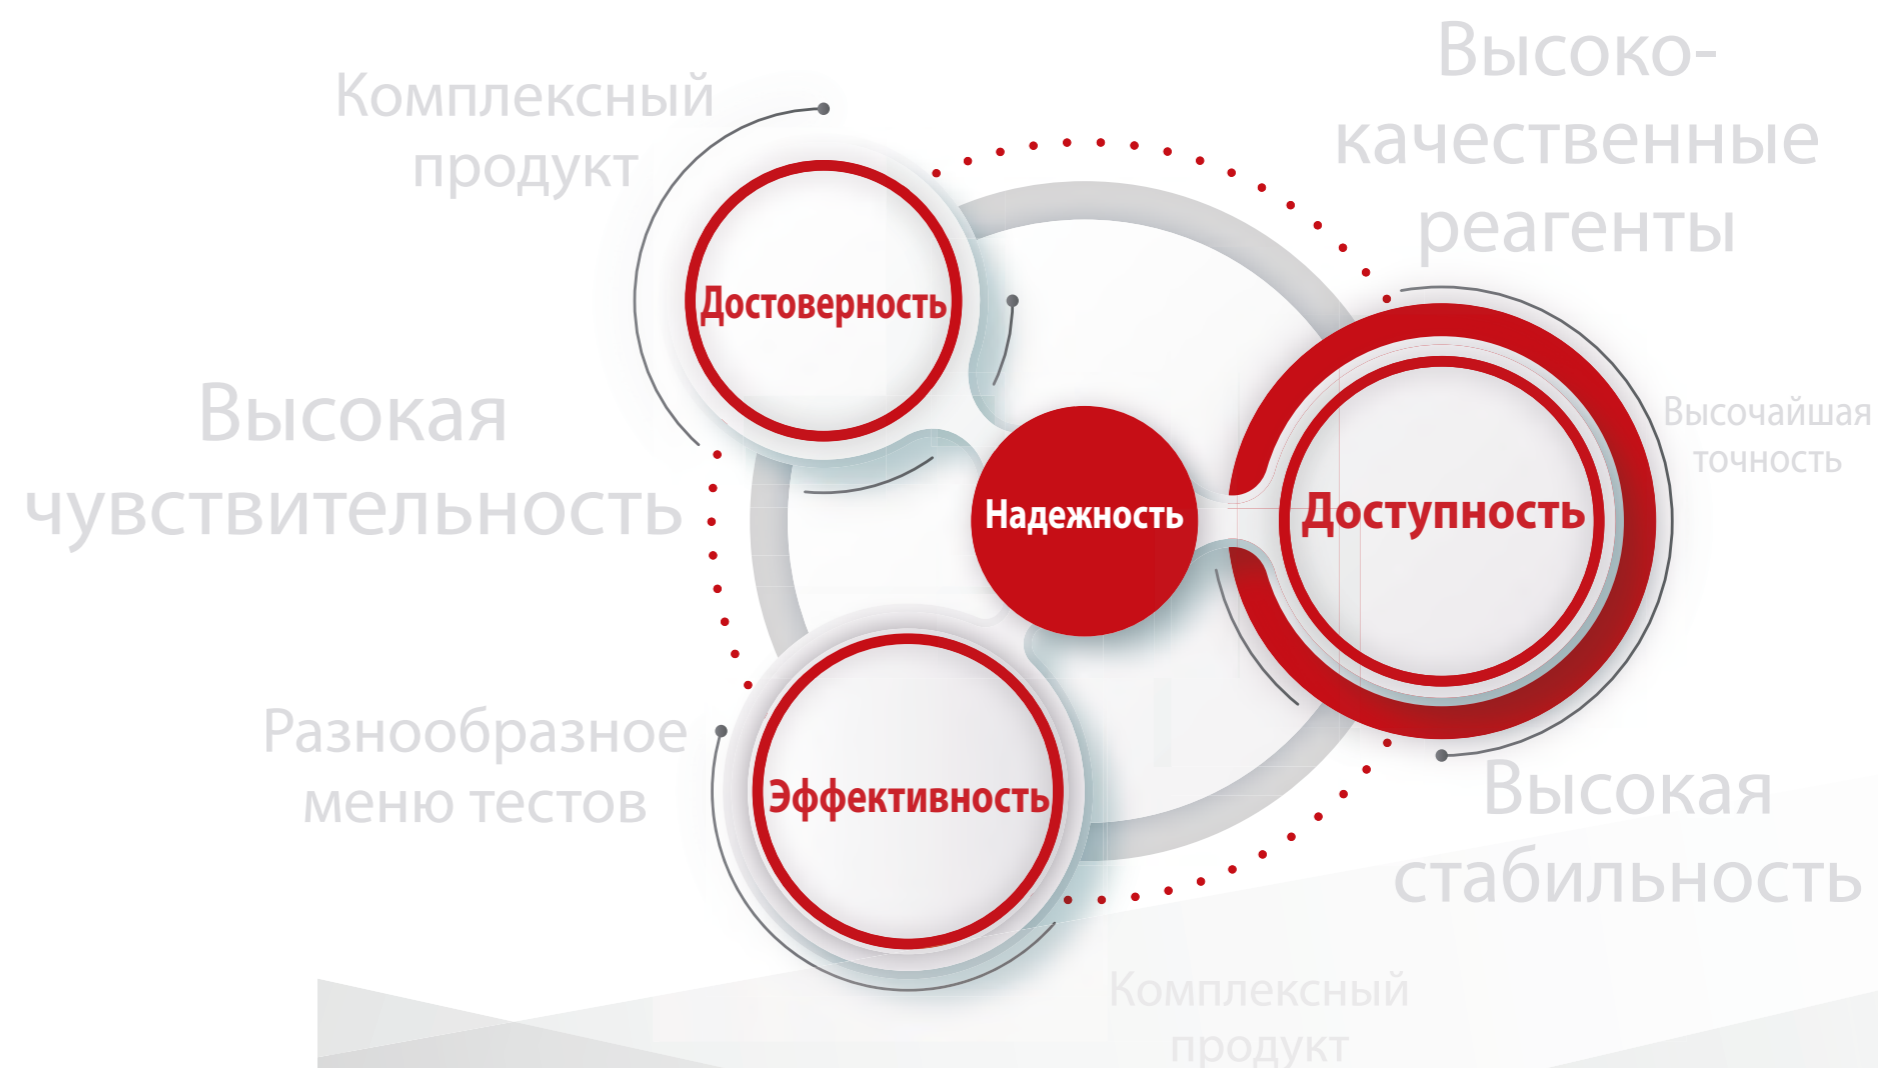 Комплексный
продукт
Высоко-
качественные
реагенты
Достоверность
Высокая
чувствительность
Надежность
Доступность
Высочайшая
точность
Разнообразное
меню тестов
Эффективность
Высокая
стабильность
Комплексный
продукт